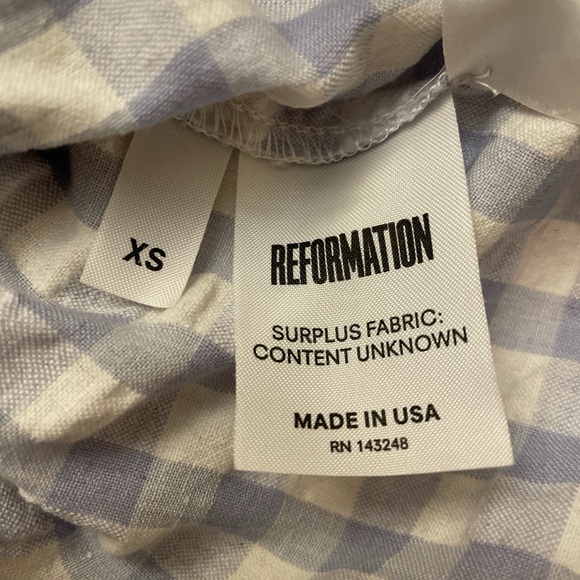 XS
REFORMATION
SURPLUS FABRIC:
CONTENT UNKNOWN
MADE IN USA
RN 143248